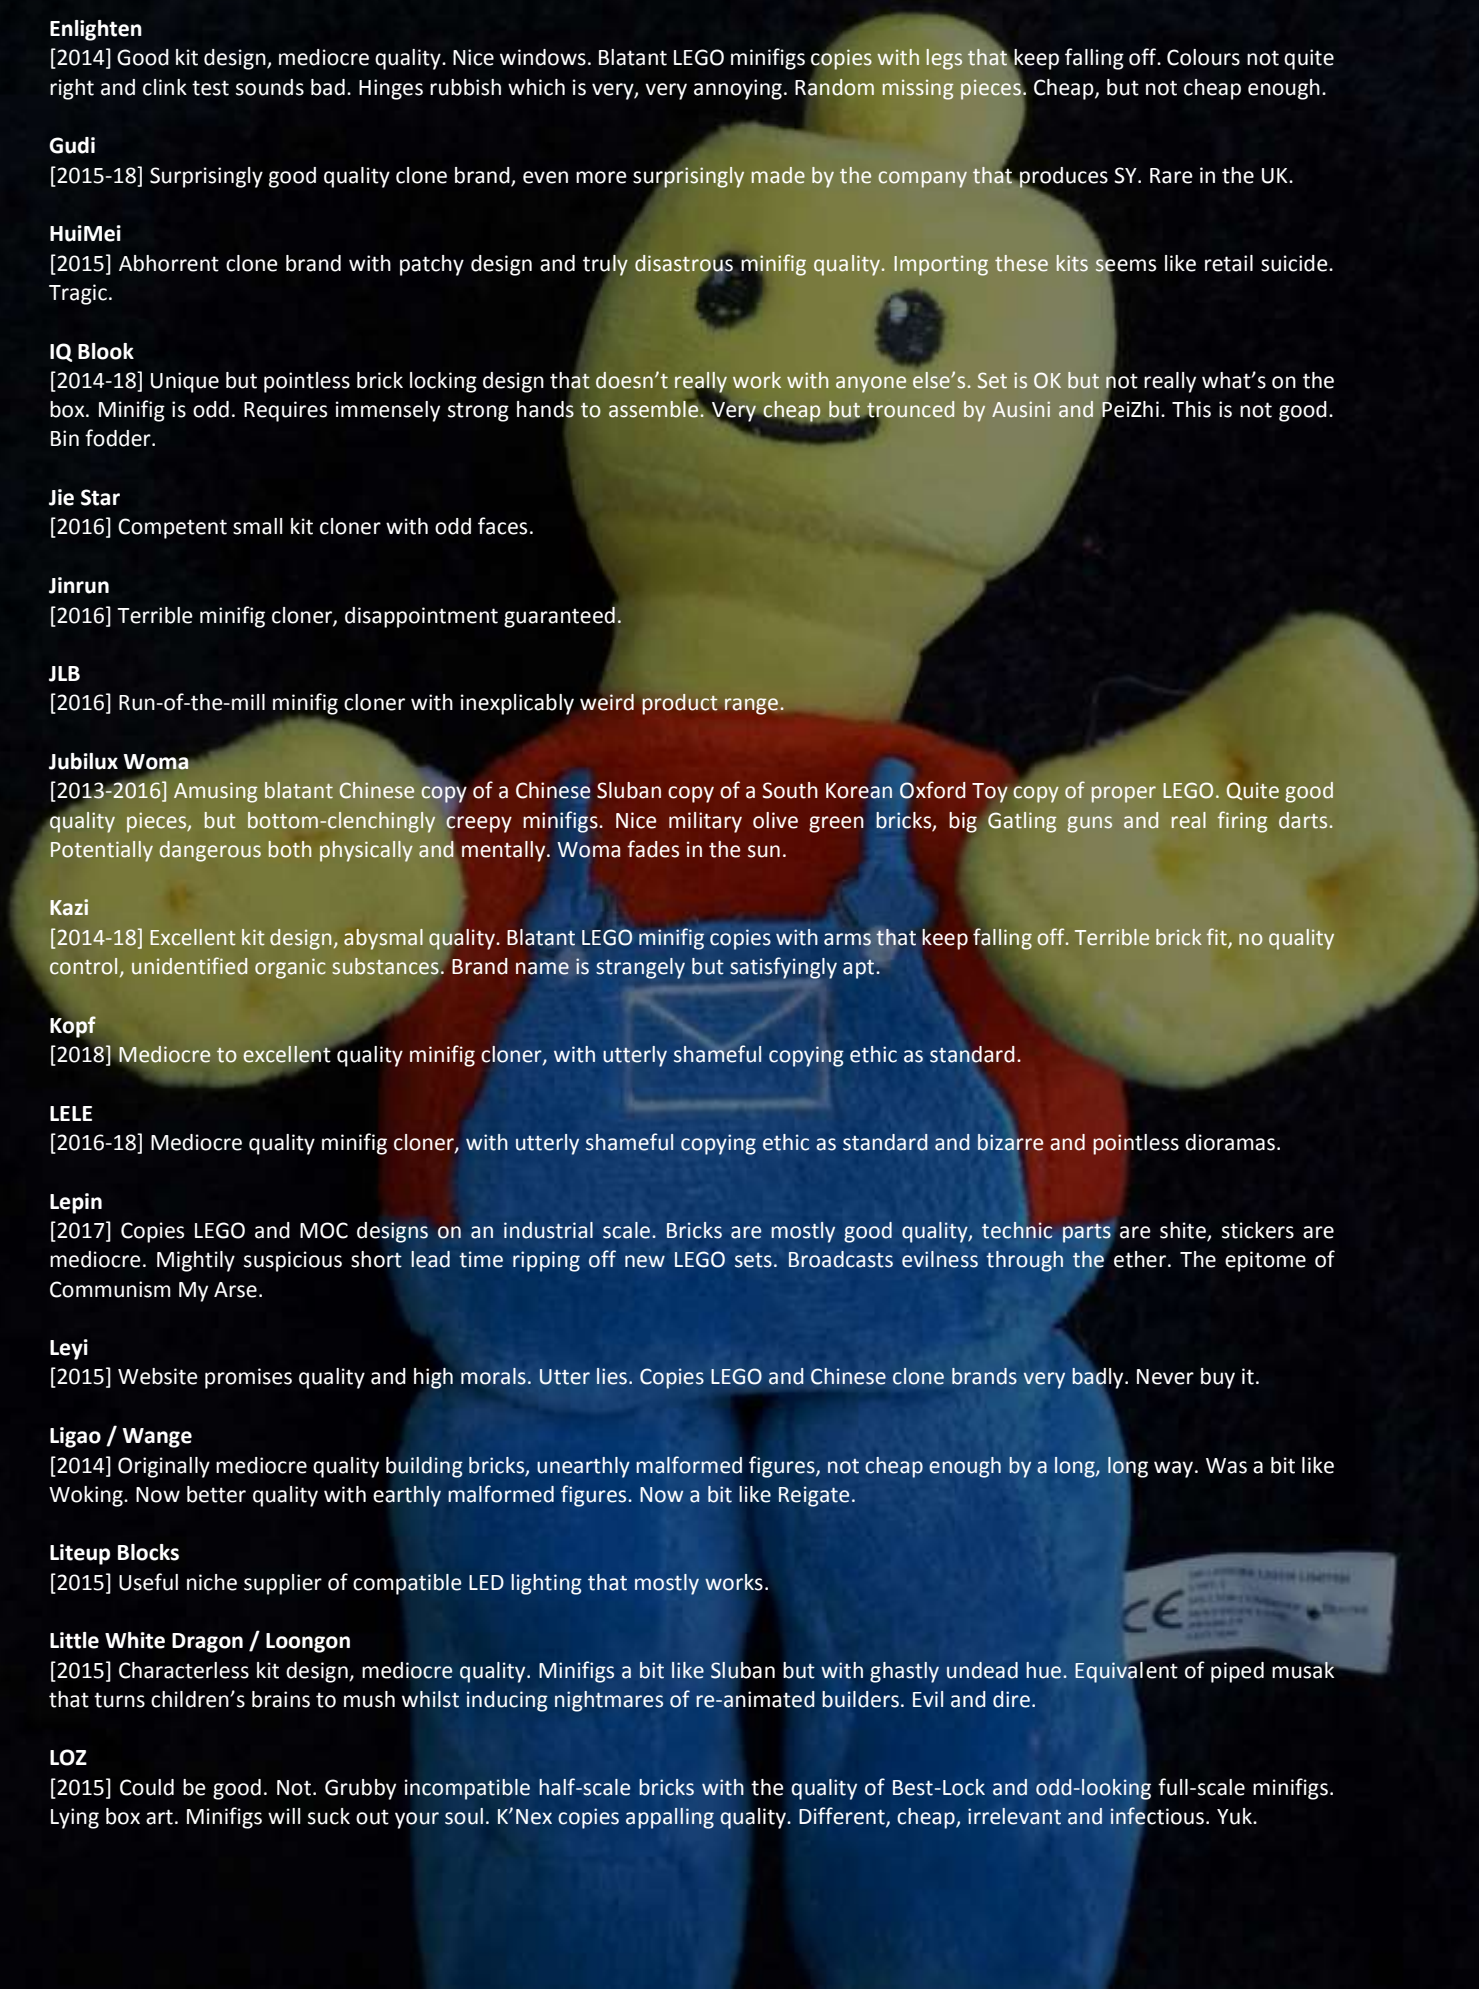 Enlighten
[2014] Good kit design, mediocre quality. Nice windows. Blatant LEGO minifigs copies with legs that keep falling off. Colours not quite
right and clink test sounds bad. Hinges rubbish which is very, very annoying. Random missing pieces. Cheap, but not cheap enough.
Gudi
[2015-18] Surprisingly good quality clone brand, even more surprisingly made by the company that produces SY. Rare in the UK.
HuiMei
[2015] Abhorrent clone brand with patchy design and truly disastrous minifig quality. Importing these kits seems like retail suicide.
Tragic.
IQ Blook
[2014-18] Unique but pointless brick locking design that doesn’t really work with anyone else’s. Set is OK but not really what’s on the
box. Minifig is odd. Requires immensely strong hands to assemble. Very cheap but trounced by Ausini and PeiZhi. This is not good.
Bin fodder.
Jie Star
[2016] Competent small kit cloner with odd faces.
Jinrun
[2016] Terrible minifig cloner, disappointment guaranteed.
JLB
[2016] Run-of-the-mill minifig cloner with inexplicably weird product range.
Jubilux Woma
[2013-2016] Amusing blatant Chinese copy of a Chinese Sluban copy of a South Korean Oxford Toy copy of proper LEGO. Quite good
quality pieces, but bottom-clenchingly creepy minifigs. Nice military olive green bricks, big Gatling guns and real firing darts.
Potentially dangerous both physically and mentally. Woma fades in the sun.
Kazi
[2014-18] Excellent kit design, abysmal quality. Blatant LEGO minifig copies with arms that keep falling off. Terrible brick fit, no quality
control, unidentified organic substances. Brand name is strangely but satisfyingly apt.
Kopf
[2018] Mediocre to excellent quality minifig cloner, with utterly shameful copying ethic as standard.
LELE
[2016-18] Mediocre quality minifig cloner, with utterly shameful copying ethic as standard and bizarre and pointless dioramas.
Lepin
[2017] Copies LEGO and MOC designs on an industrial scale. Bricks are mostly good quality, technic parts are shite, stickers are
mediocre. Mightily suspicious short lead time ripping off new LEGO sets. Broadcasts evilness through the ether. The epitome of
Communism My Arse.
Leyi
[2015] Website promises quality and high morals. Utter lies. Copies LEGO and Chinese clone brands very badly. Never buy it.
Ligao / Wange
[2014] Originally mediocre quality building bricks, unearthly malformed figures, not cheap enough by a long, long way. Was a bit like
Woking. Now better quality with earthly malformed figures. Now a bit like Reigate.
Liteup Blocks
[2015] Useful niche supplier of compatible LED lighting that mostly works.
Little White Dragon / Loongon
[2015] Characterless kit design, mediocre quality. Minifigs a bit like Sluban but with ghastly undead hue. Equivalent of piped musak
that turns children’s brains to mush whilst inducing nightmares of re-animated builders. Evil and dire.
LOZ
[2015] Could be good. Not. Grubby incompatible half-scale bricks with the quality of Best-Lock and odd-looking full-scale minifigs.
Lying box art. Minifigs will suck out your soul. K’Nex copies appalling quality. Different, cheap, irrelevant and infectious. Yuk.
CE